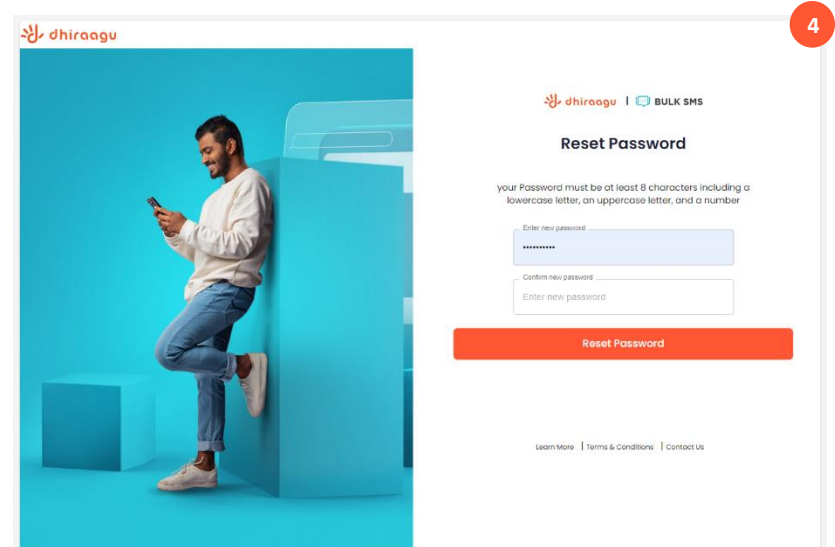 4
dhiraagu
dhiraagu | BULK SMS
Reset Password
your Password must be at least 8 characters including a
lowercase letter, an uppercase letter, and a number
Enter new password
••••••••••
Confirm new password
Enter new password
Reset Password
Learn More | Terms & Conditions | Contact Us